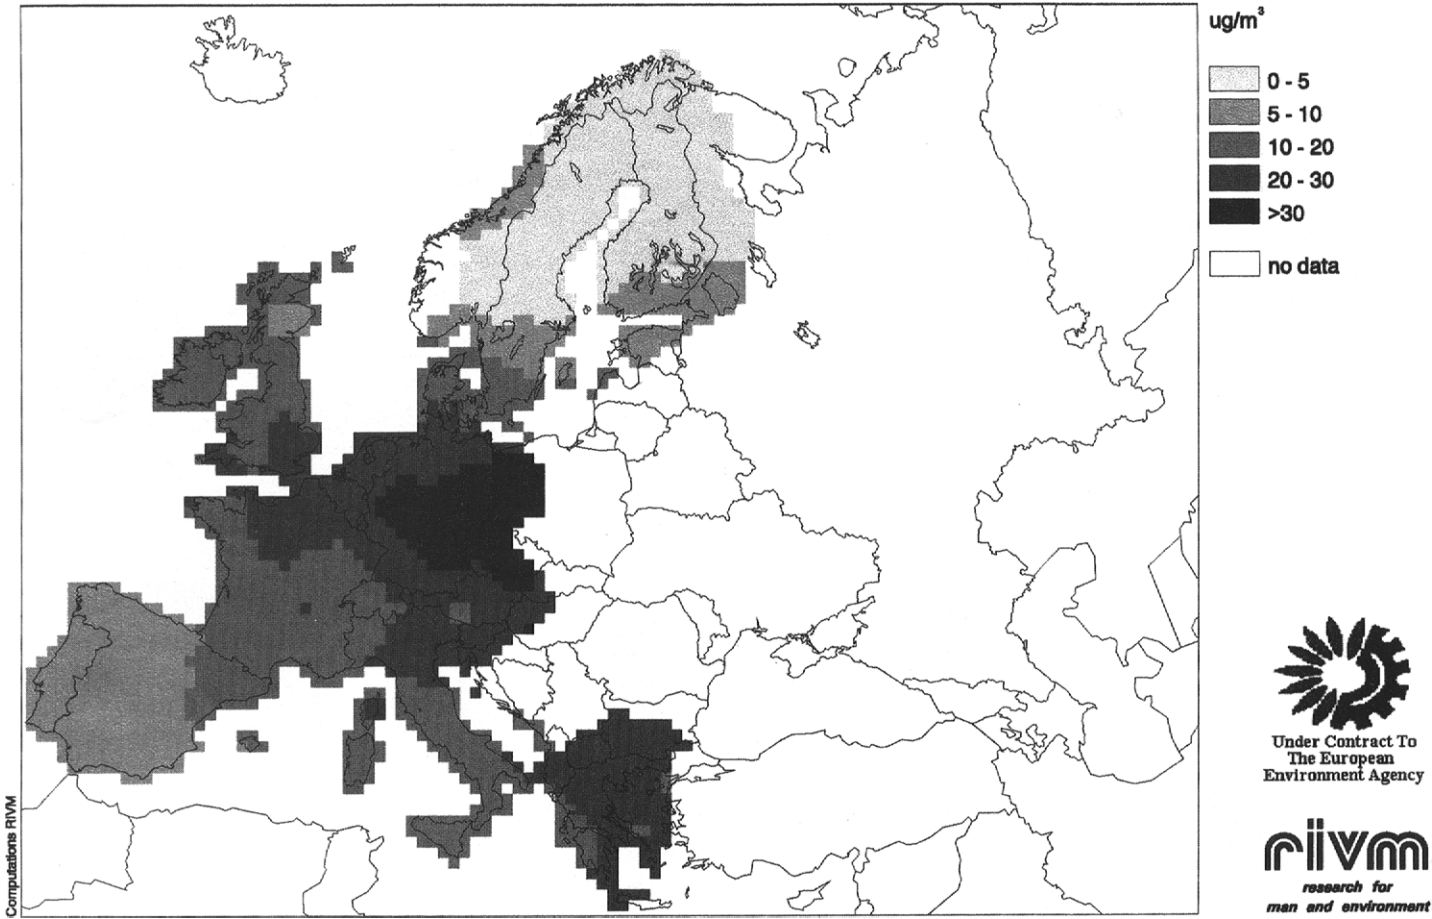 ug/m³
0 - 5
5 - 10
10 - 20
20 - 30
>30
no data
Under Contract To
The European
Environment Agency
rivm
research for
man and environment
Computations RIVM